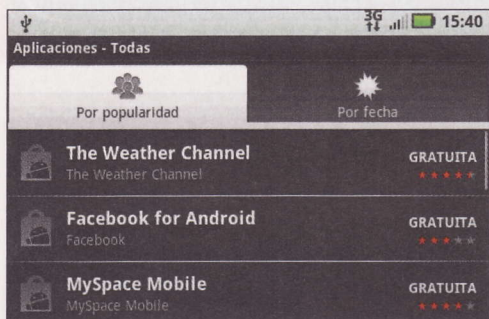 3G 15:40
Aplicaciones - Todas
Por popularidad
Por fecha
The Weather Channel
GRATUITA
The Weather Channel
Facebook for Android
GRATUITA
Facebook
MySpace Mobile
GRATUITA
MySpace Mobile